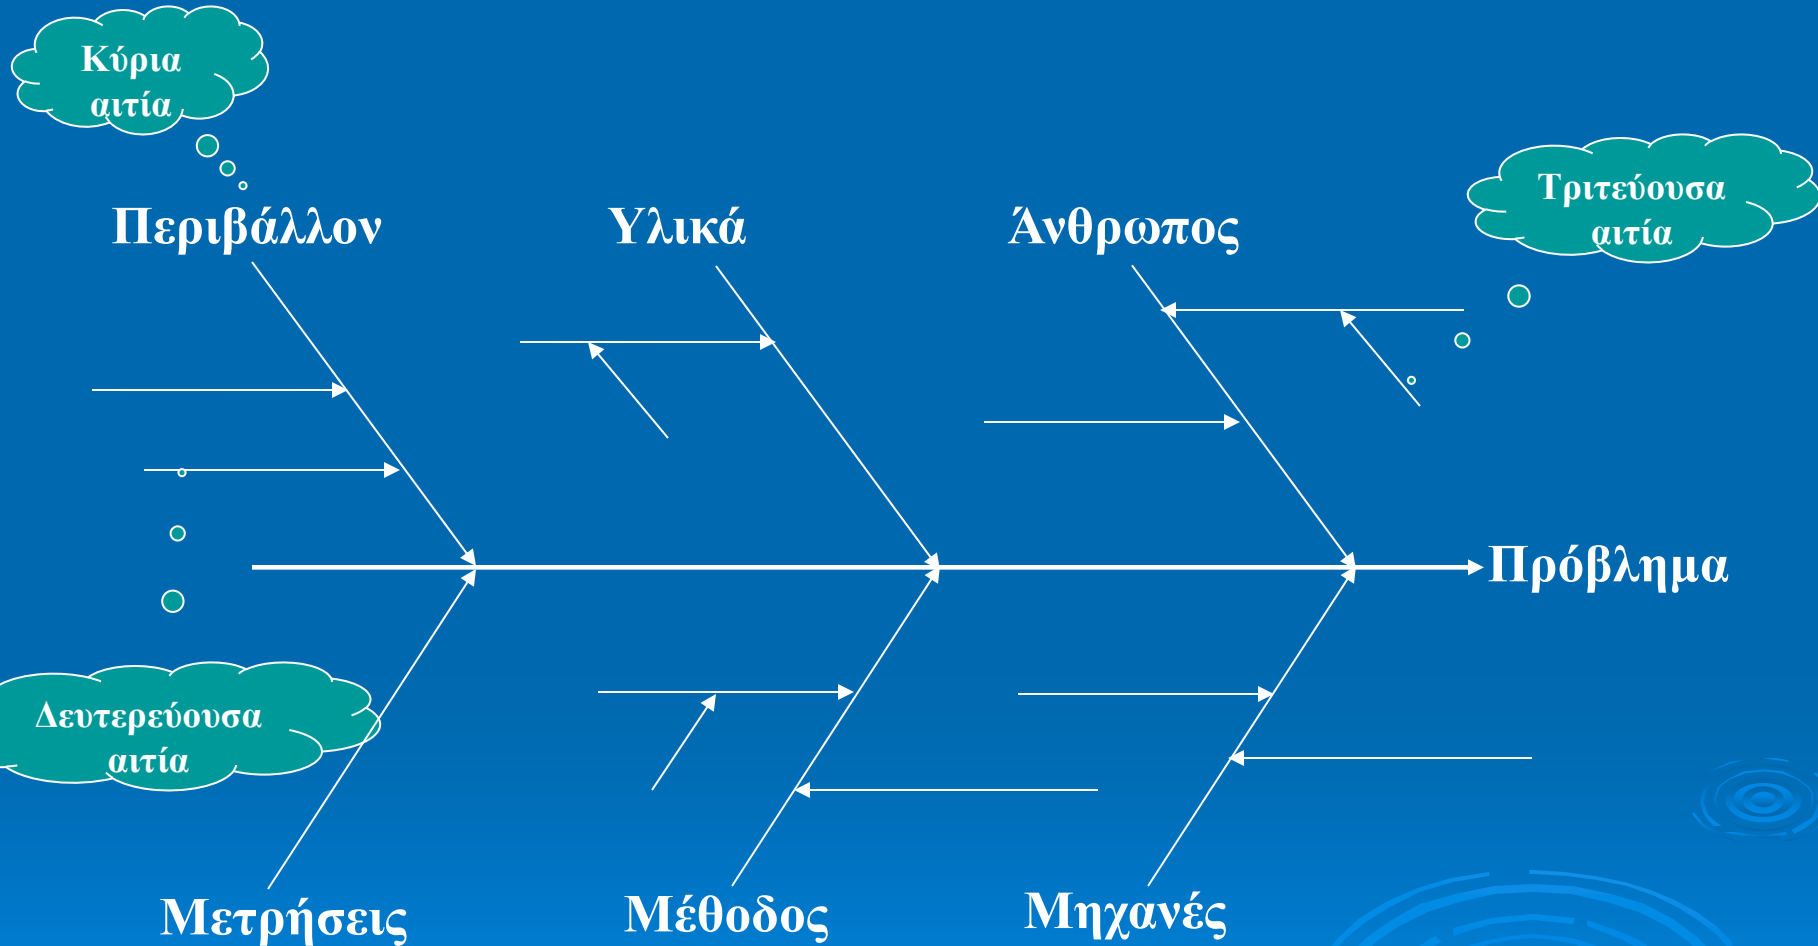 Κύρια
αιτία
Τριτεύουσα
αιτία
Περιβάλλον
Υλικά
Άνθρωπος
Πρόβλημα
Δευτερεύουσα
αιτία
Μετρήσεις
Μέθοδος
Μηχανές